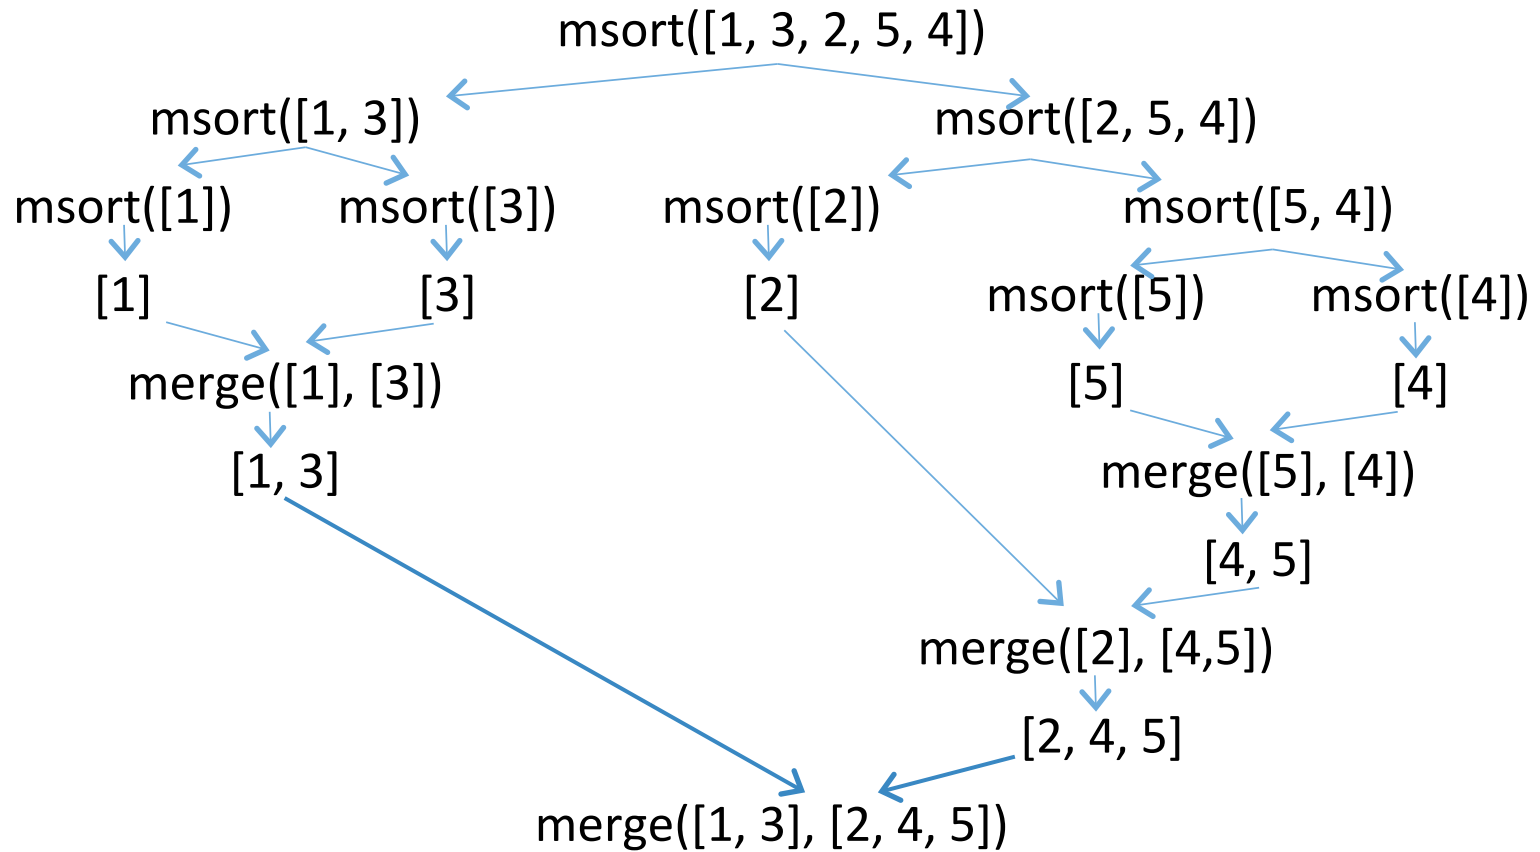 msort([1, 3, 2, 5, 4])
msort([1, 3]) msort([2, 5, 4])
msort([1]) msort([3]) msort([2]) msort([5, 4])
[1] [3] [2] msort([5]) msort([4])
merge([1], [3]) [5] [4]
[1, 3] merge([5], [4])
[4, 5]
merge([2], [4,5])
[2, 4, 5]
merge([1, 3], [2, 4, 5])